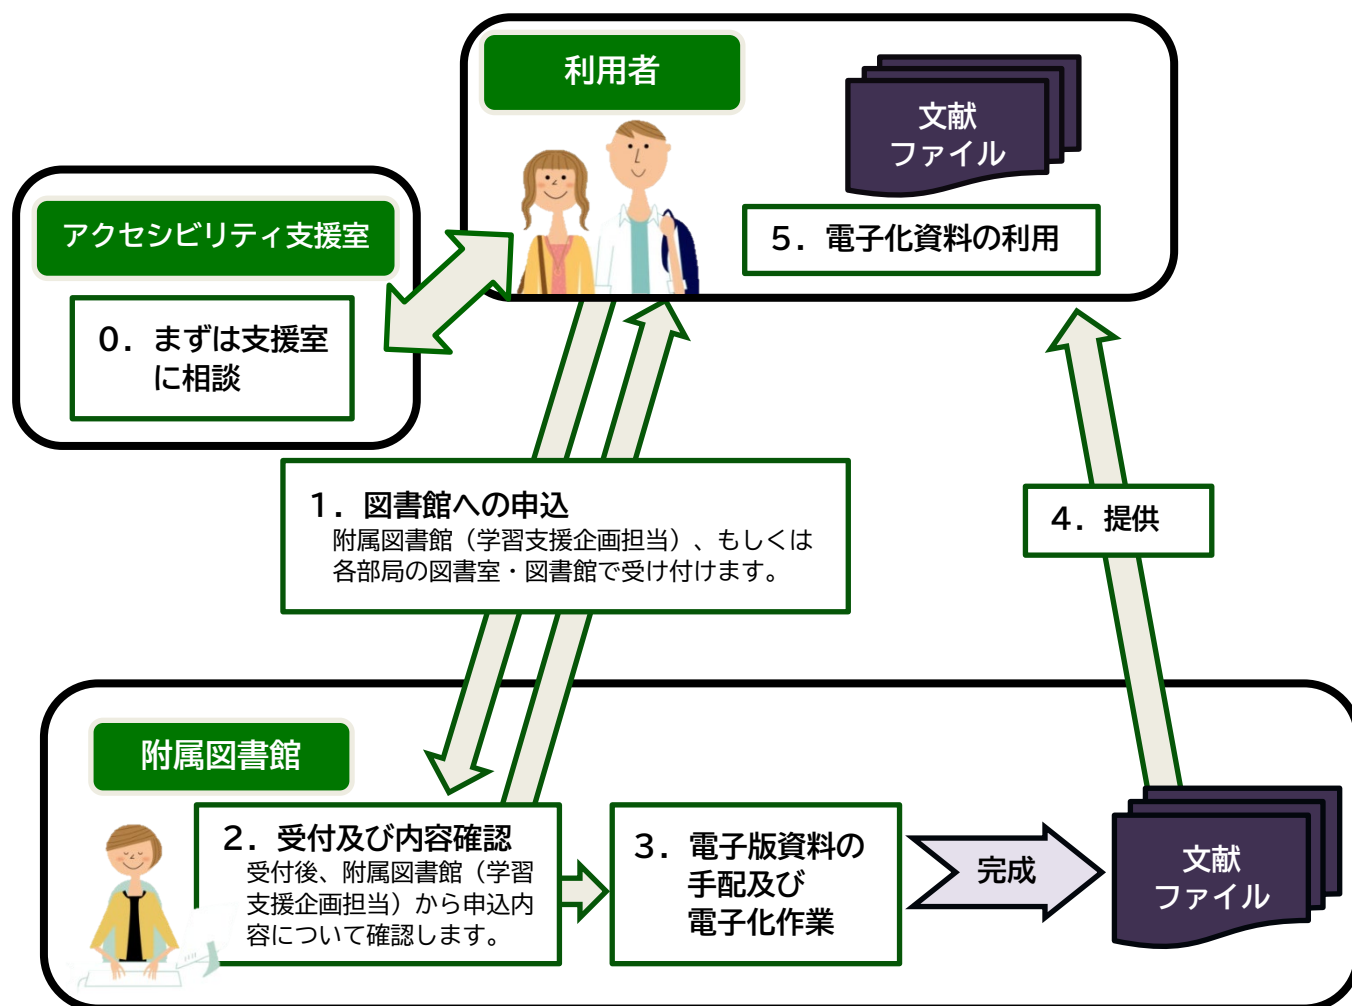 利用者
文献
ファイル
5．電子化資料の利用
アクセシビリティ支援室
0．まずは支援室
に相談
1．図書館への申込
附属図書館（学習支援企画担当）、もしくは
各部局の図書室・図書館で受け付けます。
4．提供
附属図書館
2．受付及び内容確認
受付後、附属図書館（学習
支援企画担当）から申込内
容について確認します。
3．電子版資料の
手配及び
電子化作業
完成
文献
ファイル